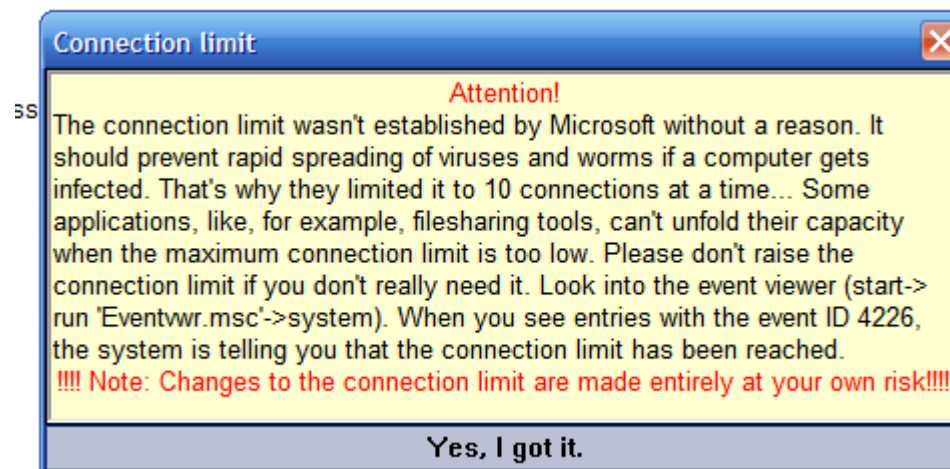 Connection limit
Attention!
ss
The connection limit wasn't established by Microsoft without a reason. It
should prevent rapid spreading of viruses and worms if a computer gets
infected. That's why they limited it to 10 connections at a time... Some
applications, like, for example, filesharing tools, can't unfold their capacity
when the maximum connection limit is too low. Please don't raise the
connection limit if you don't really need it. Look into the event viewer (start->
run 'Eventvwr.msc'->system). When you see entries with the event ID 4226,
the system is telling you that the connection limit has been reached.
!!!! Note: Changes to the connection limit are made entirely at your own risk!!!!
Yes, I got it.